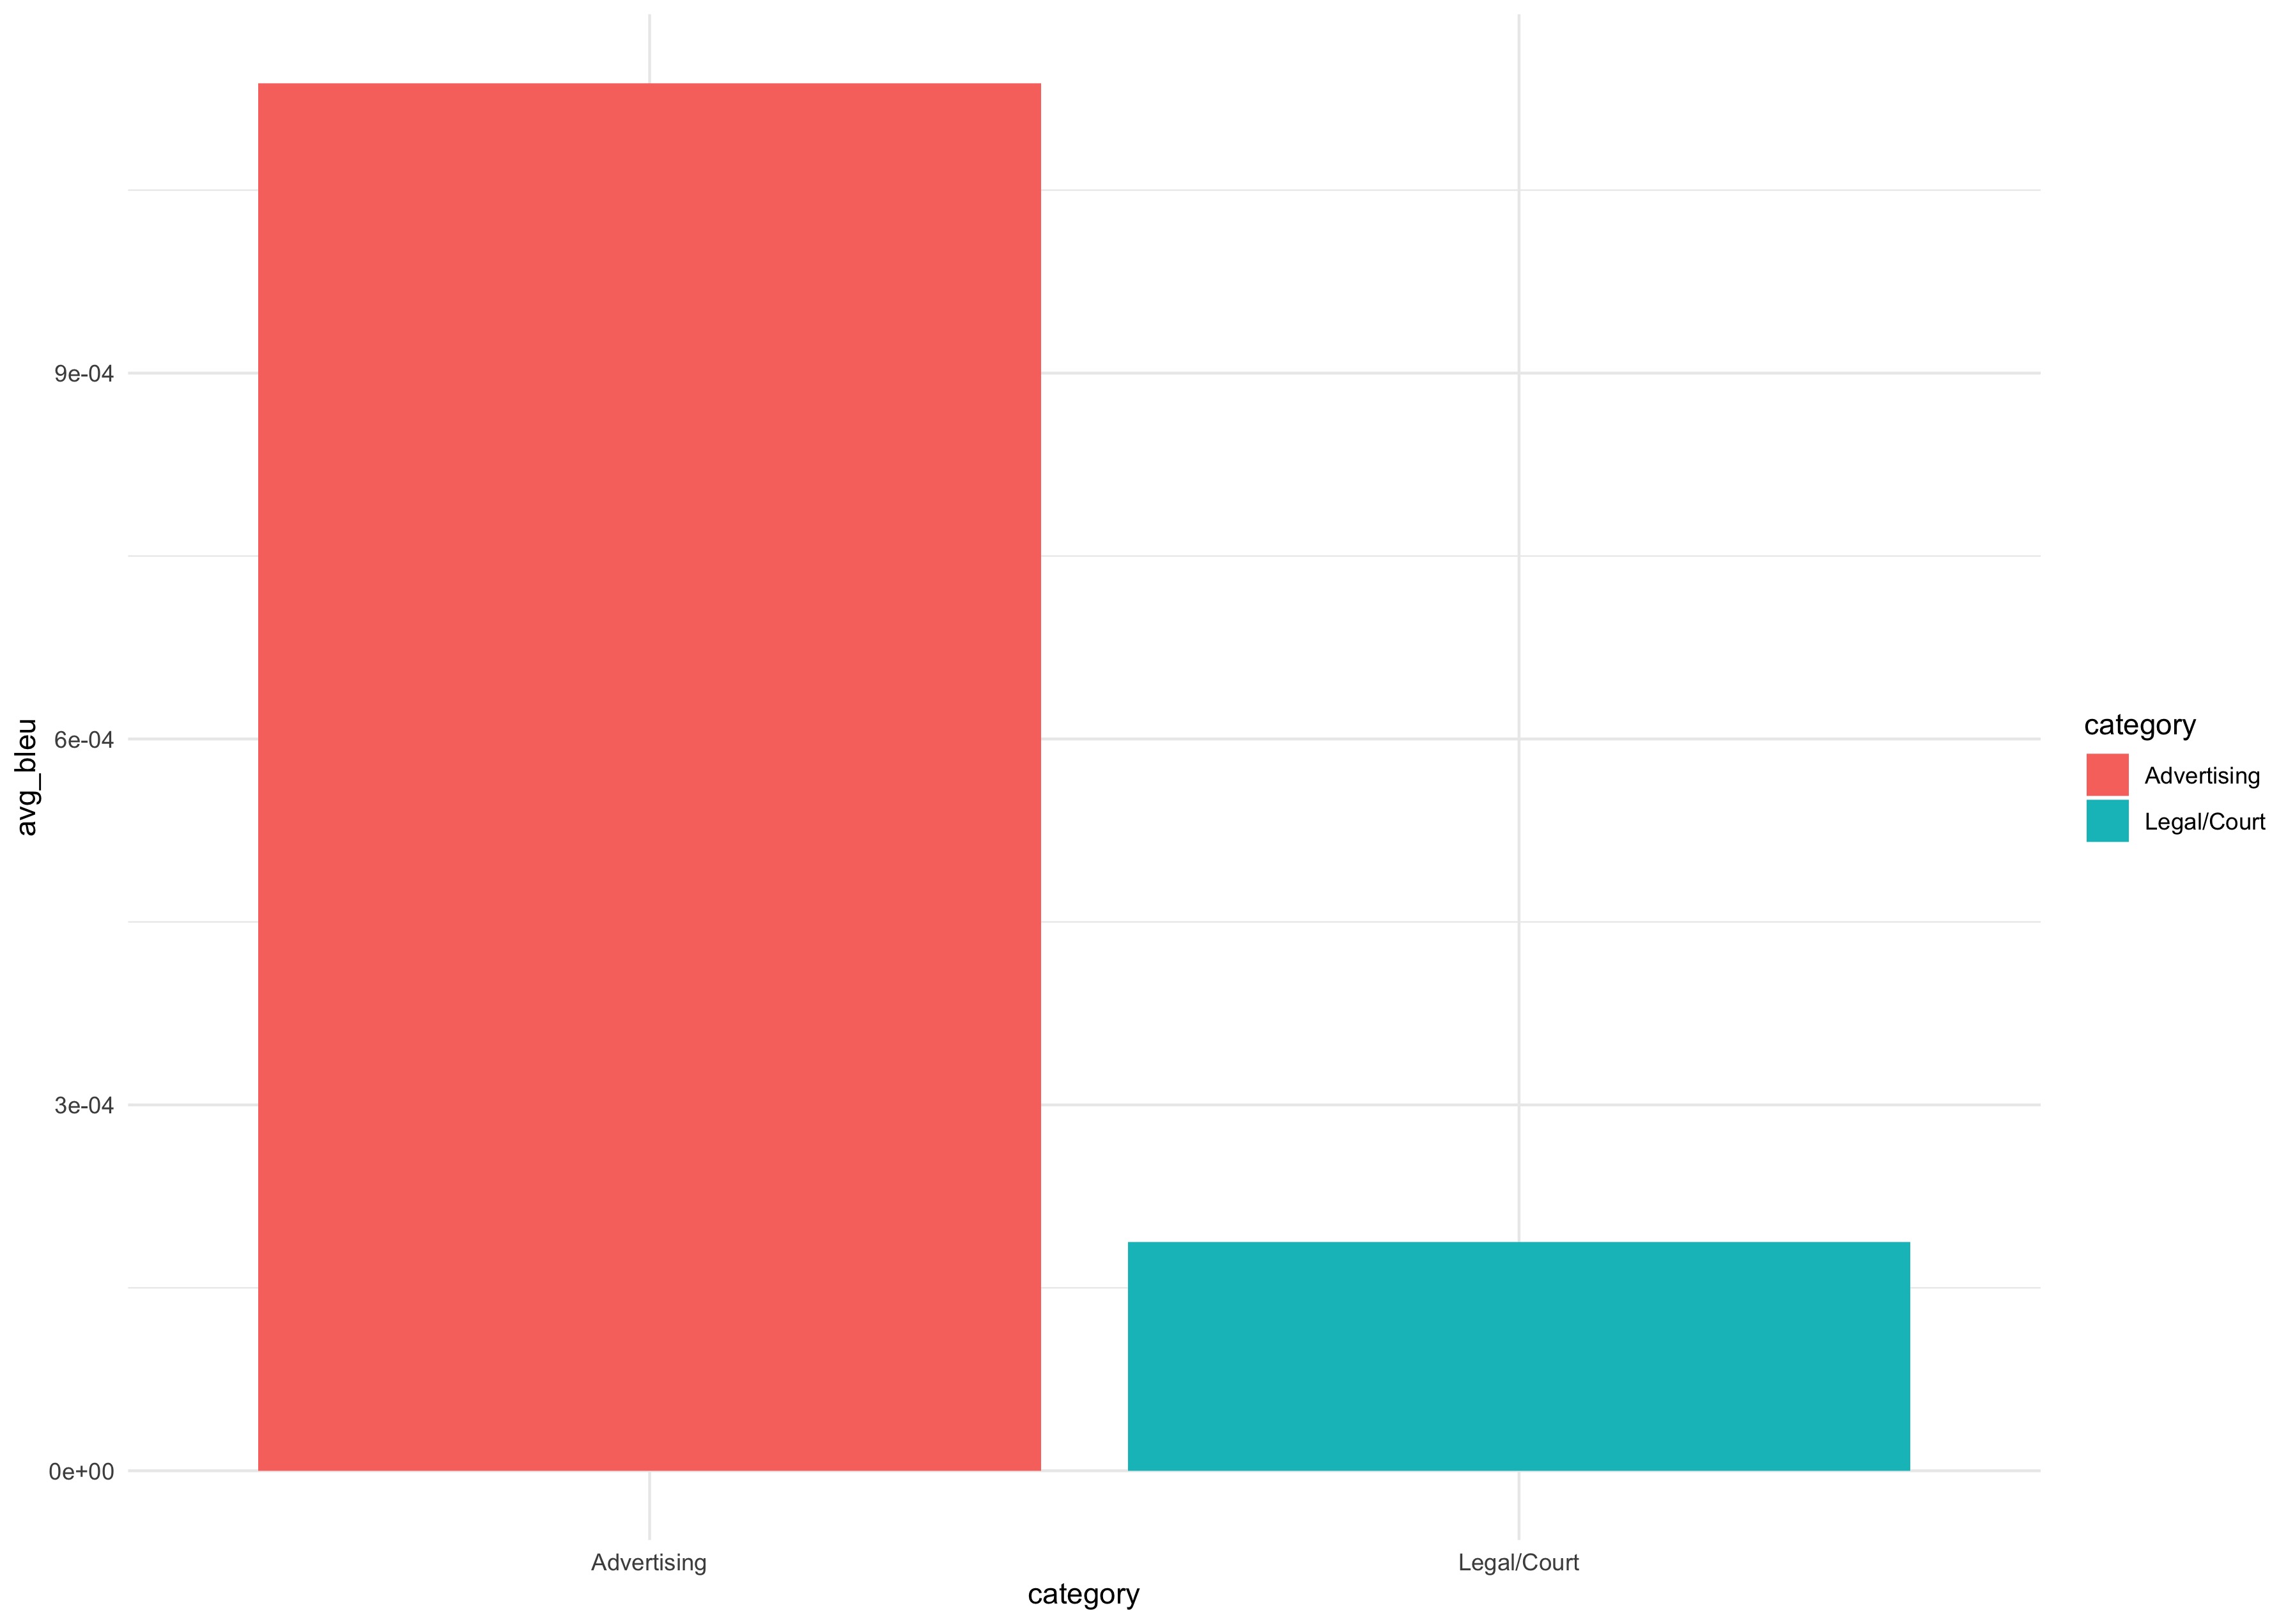 avg_bleu
9e-04
6e-04
3e-04
0e+00
Advertising
Legal/Court
category
category
Advertising
Legal/Court